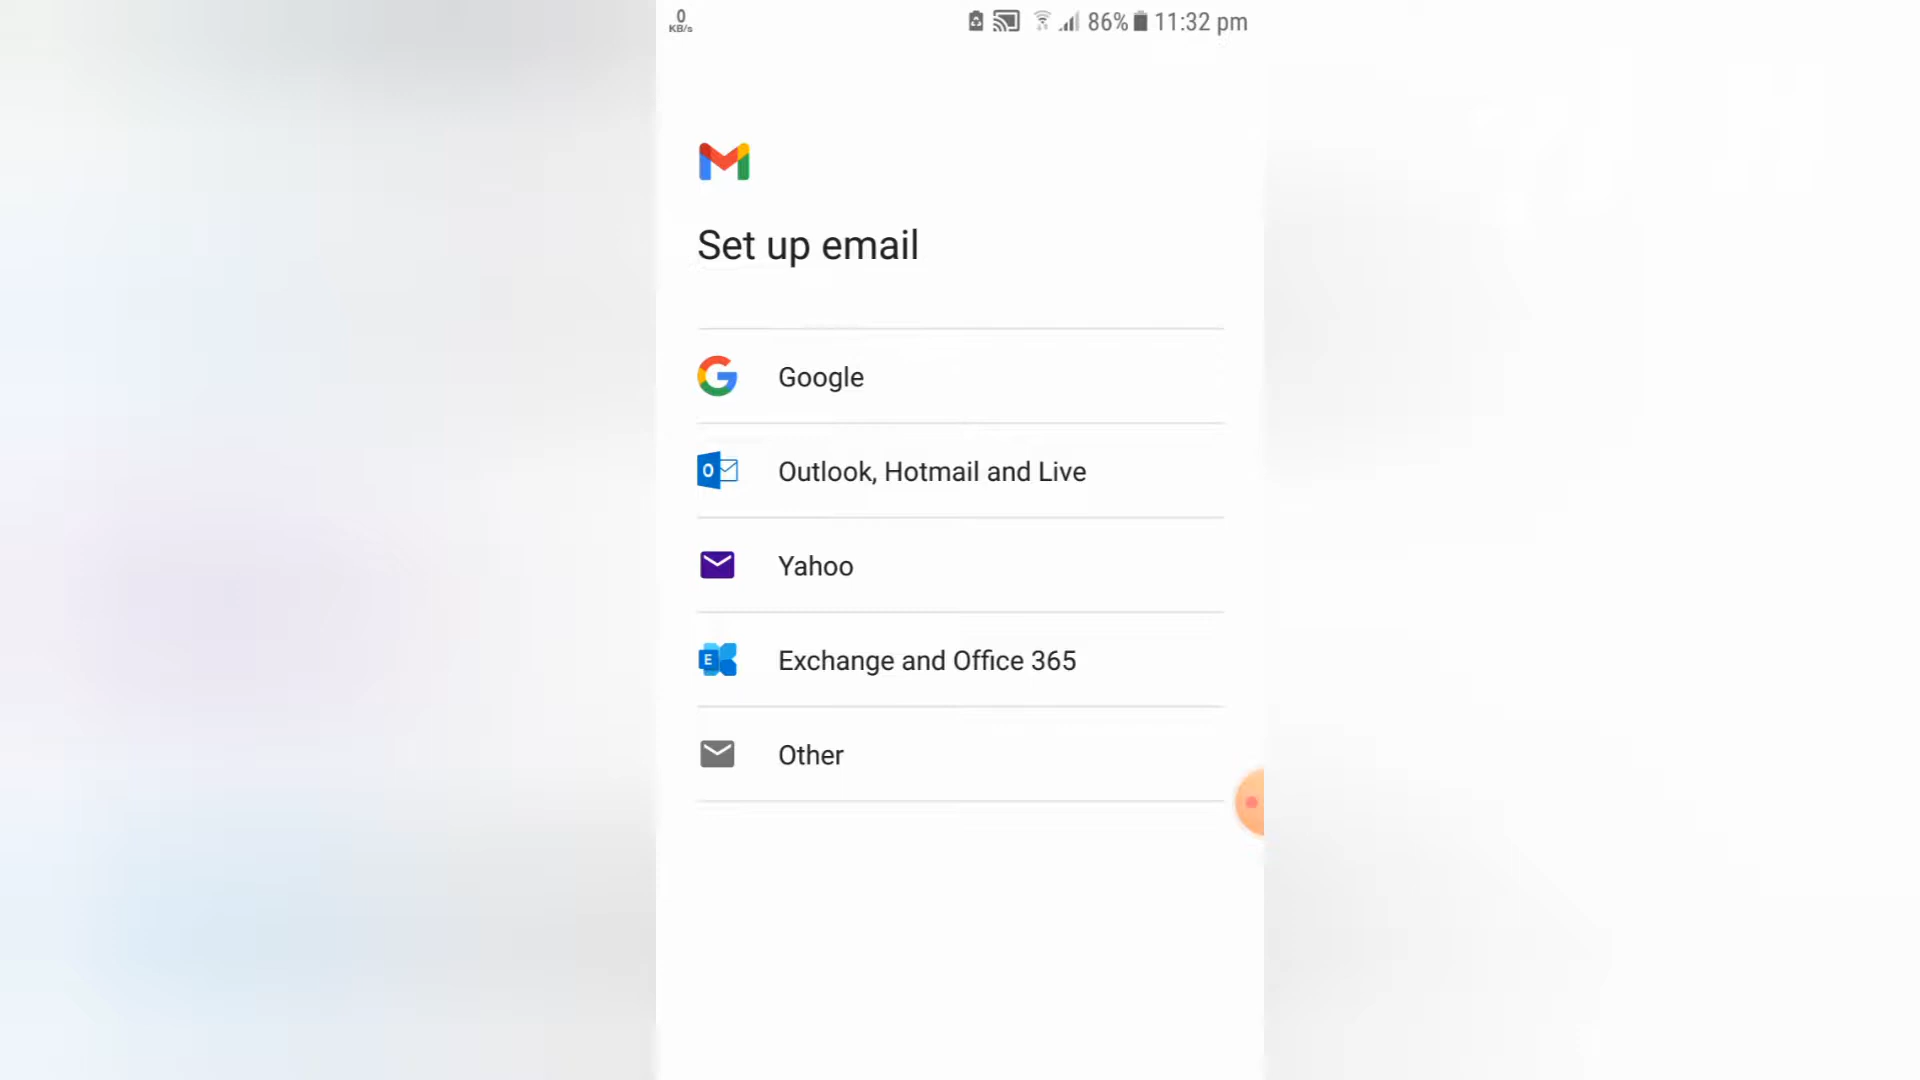 0
KB/s
86% 11:32 pm
Set up email
Google
Outlook, Hotmail and Live
Yahoo
Exchange and Office 365
Other